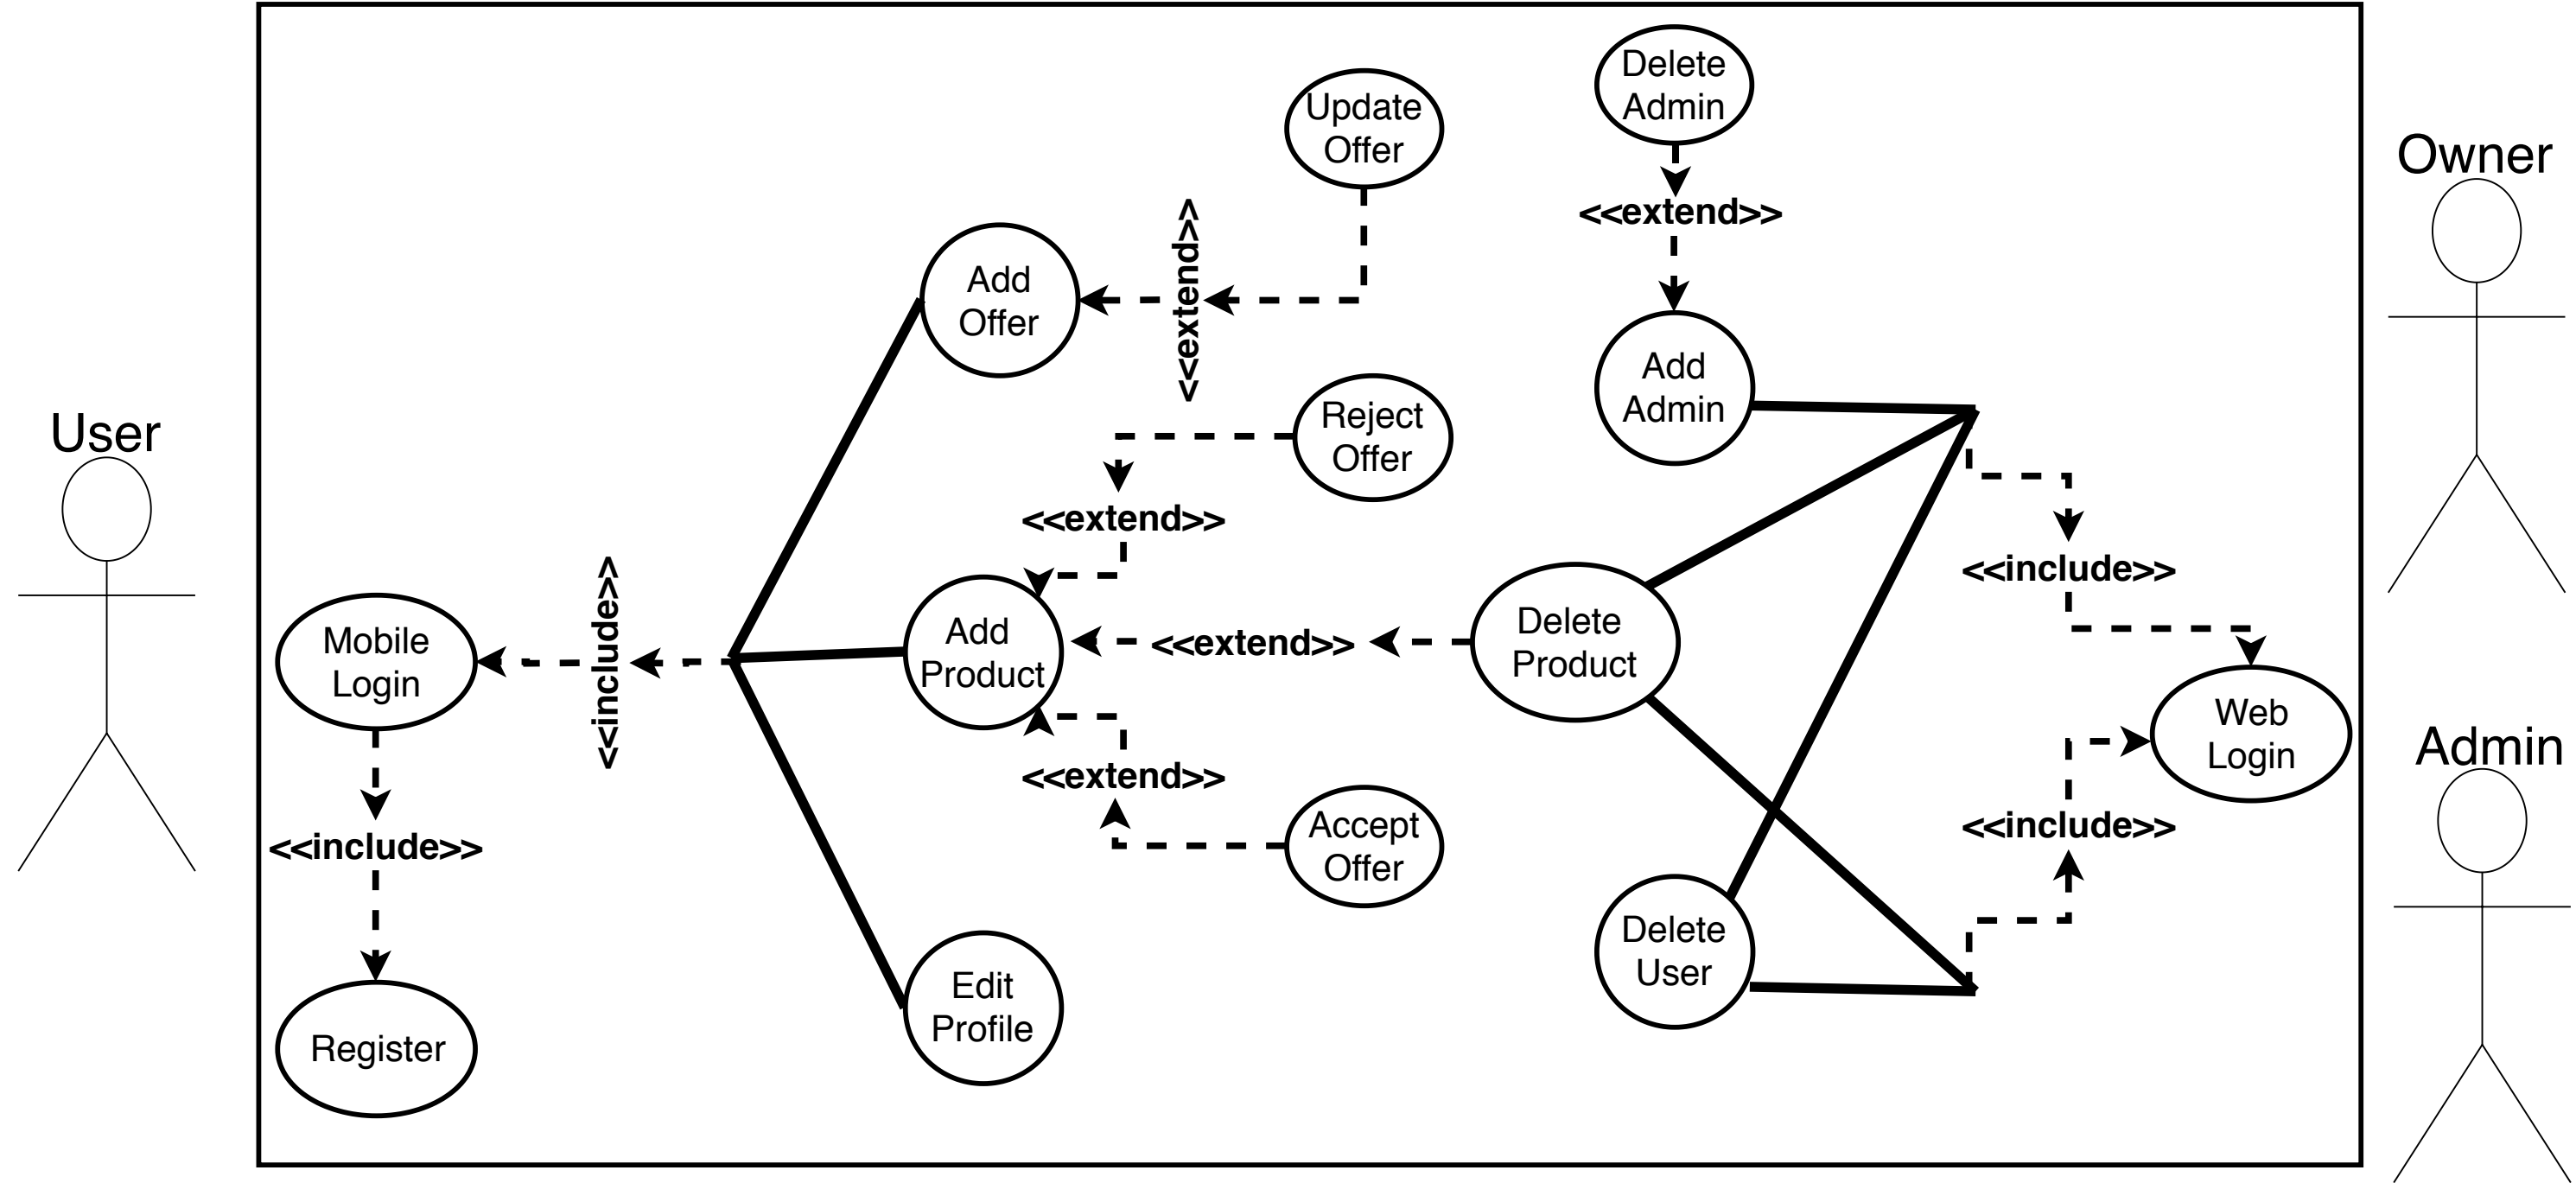 User
Mobile
Login
<<include>>
Register
<<include>>
Add
Offer
<<extend>>
Update
Offer
Reject
Offer
<<extend>>
Add
Product
<<extend>>
<<extend>>
Accept
Offer
Edit
Profile
Delete
Admin
<<extend>>
Add
Admin
Delete
Product
Delete
User
<<include>>
Web
Login
<<include>>
Owner
Admin